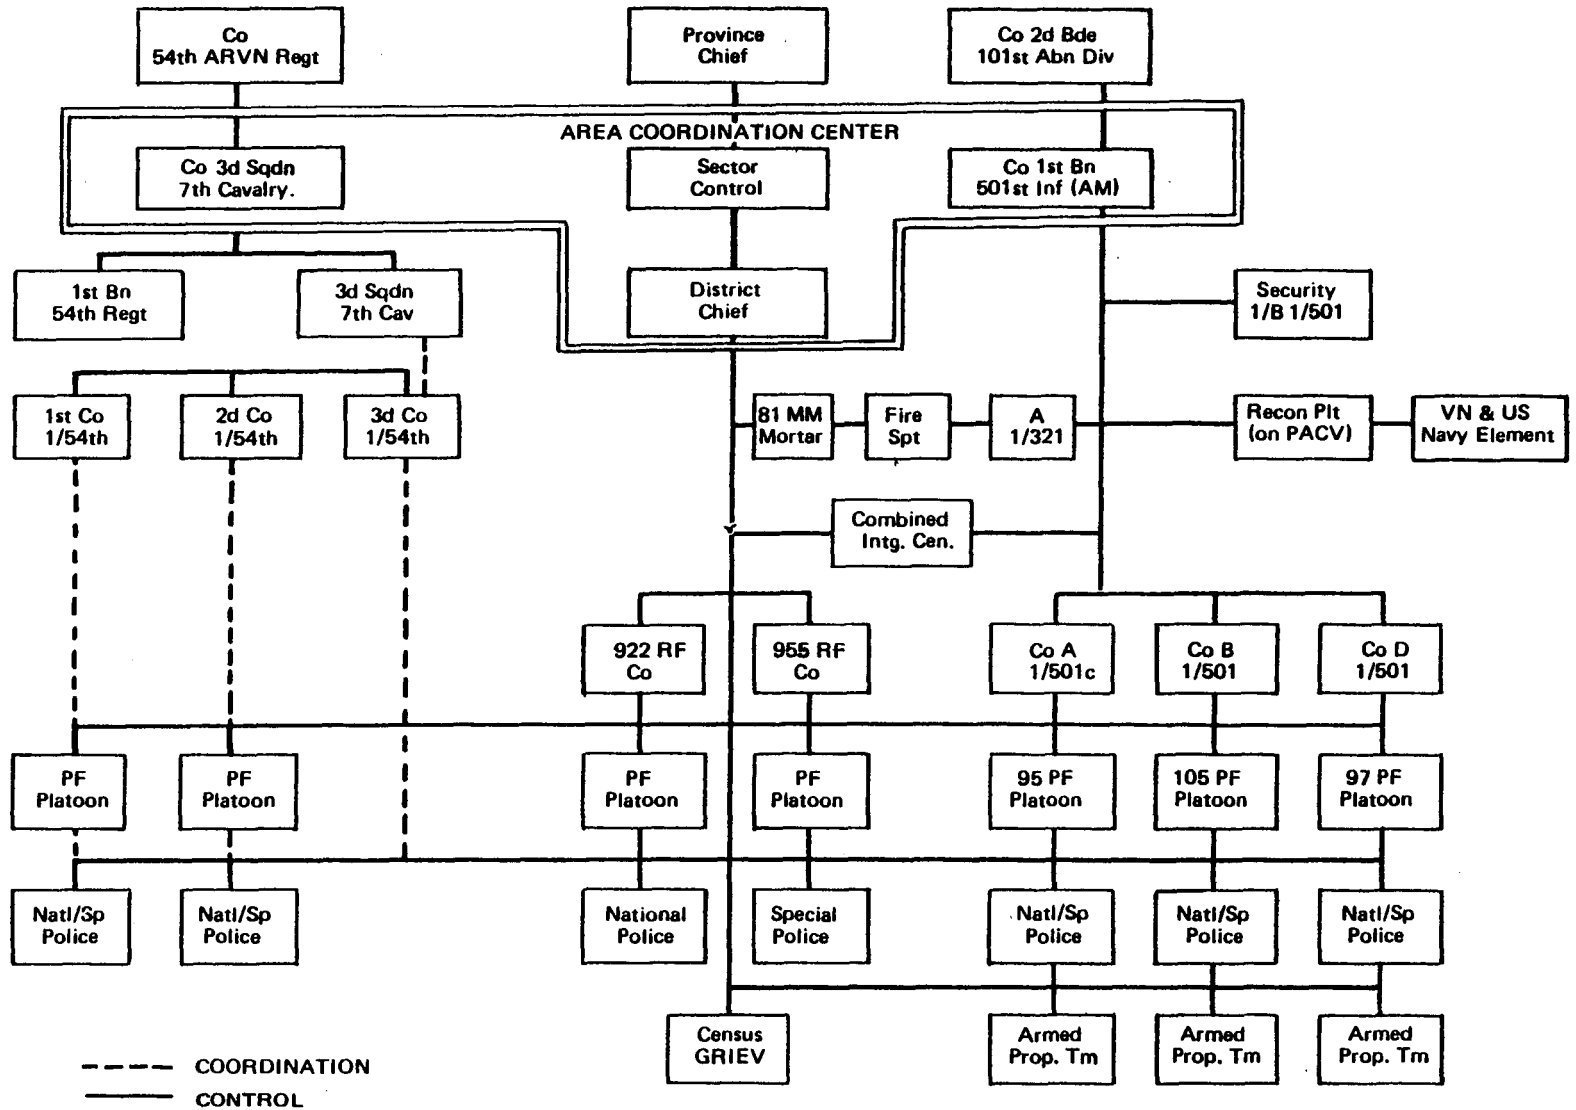 Co
54th ARVN Regt
Province
Chief
Co 2d Bde
101st Abn Div
AREA COORDINATION CENTER
Co 3d Sqdn
7th Cavalry.
Sector
Control
Co 1st Bn
501st Inf (AM)
1st Bn
54th Regt
3d Sqdn
7th Cav
District
Chief
Security
1/B 1/501
1st Co
1/54th
2d Co
1/54th
3d Co
1/54th
81 MM
Mortar
Fire
Spt
A
1/321
Recon Plt
(on PACV)
VN & US
Navy Element
Combined
Intg. Cen.
922 RF
Co
955 RF
Co
Co A
1/501c
Co B
1/501
Co D
1/501
PF
Platoon
PF
Platoon
PF
Platoon
PF
Platoon
95 PF
Platoon
105 PF
Platoon
97 PF
Platoon
Natl/Sp
Police
Natl/Sp
Police
National
Police
Special
Police
Natl/Sp
Police
Natl/Sp
Police
Natl/Sp
Police
Census
GRIEV
Armed
Prop. Tm
Armed
Prop. Tm
Armed
Prop. Tm
COORDINATION
CONTROL